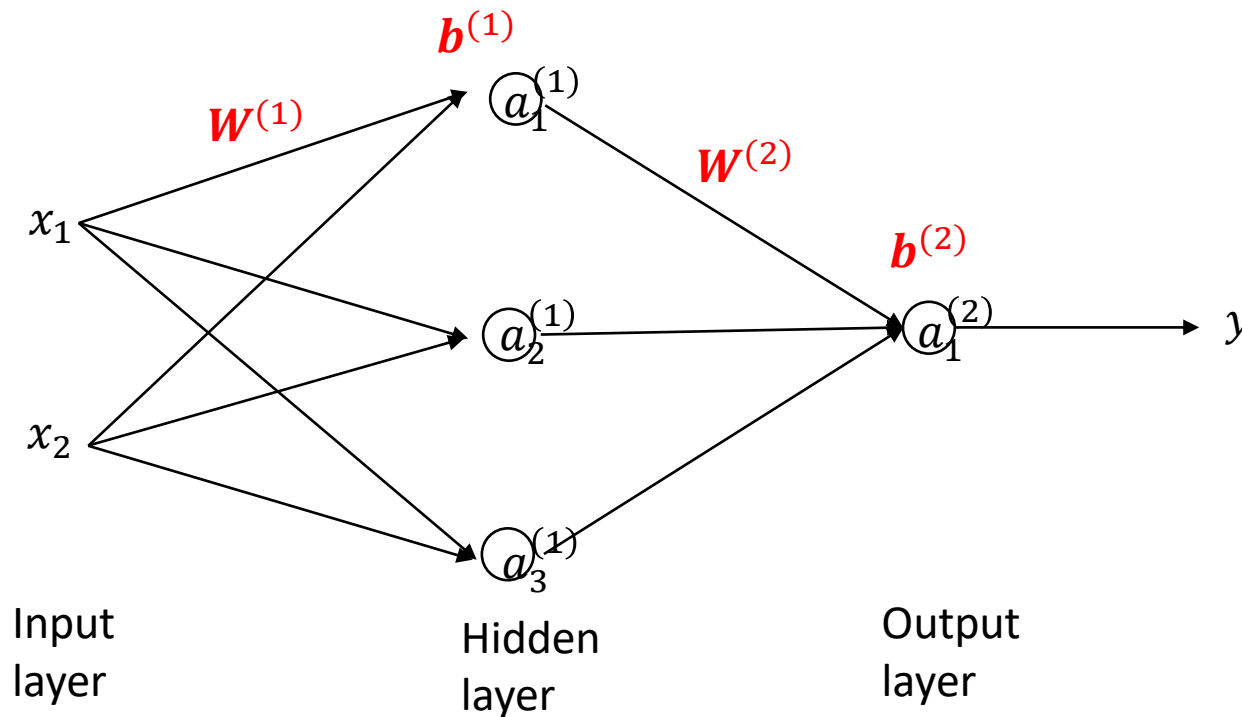 b⁽¹⁾
W⁽¹⁾
a₁⁽¹⁾
W⁽²⁾
x₁
b⁽²⁾
a₂⁽¹⁾
a₁⁽²⁾
y
x₂
a₃⁽¹⁾
Input
layer
Hidden
layer
Output
layer